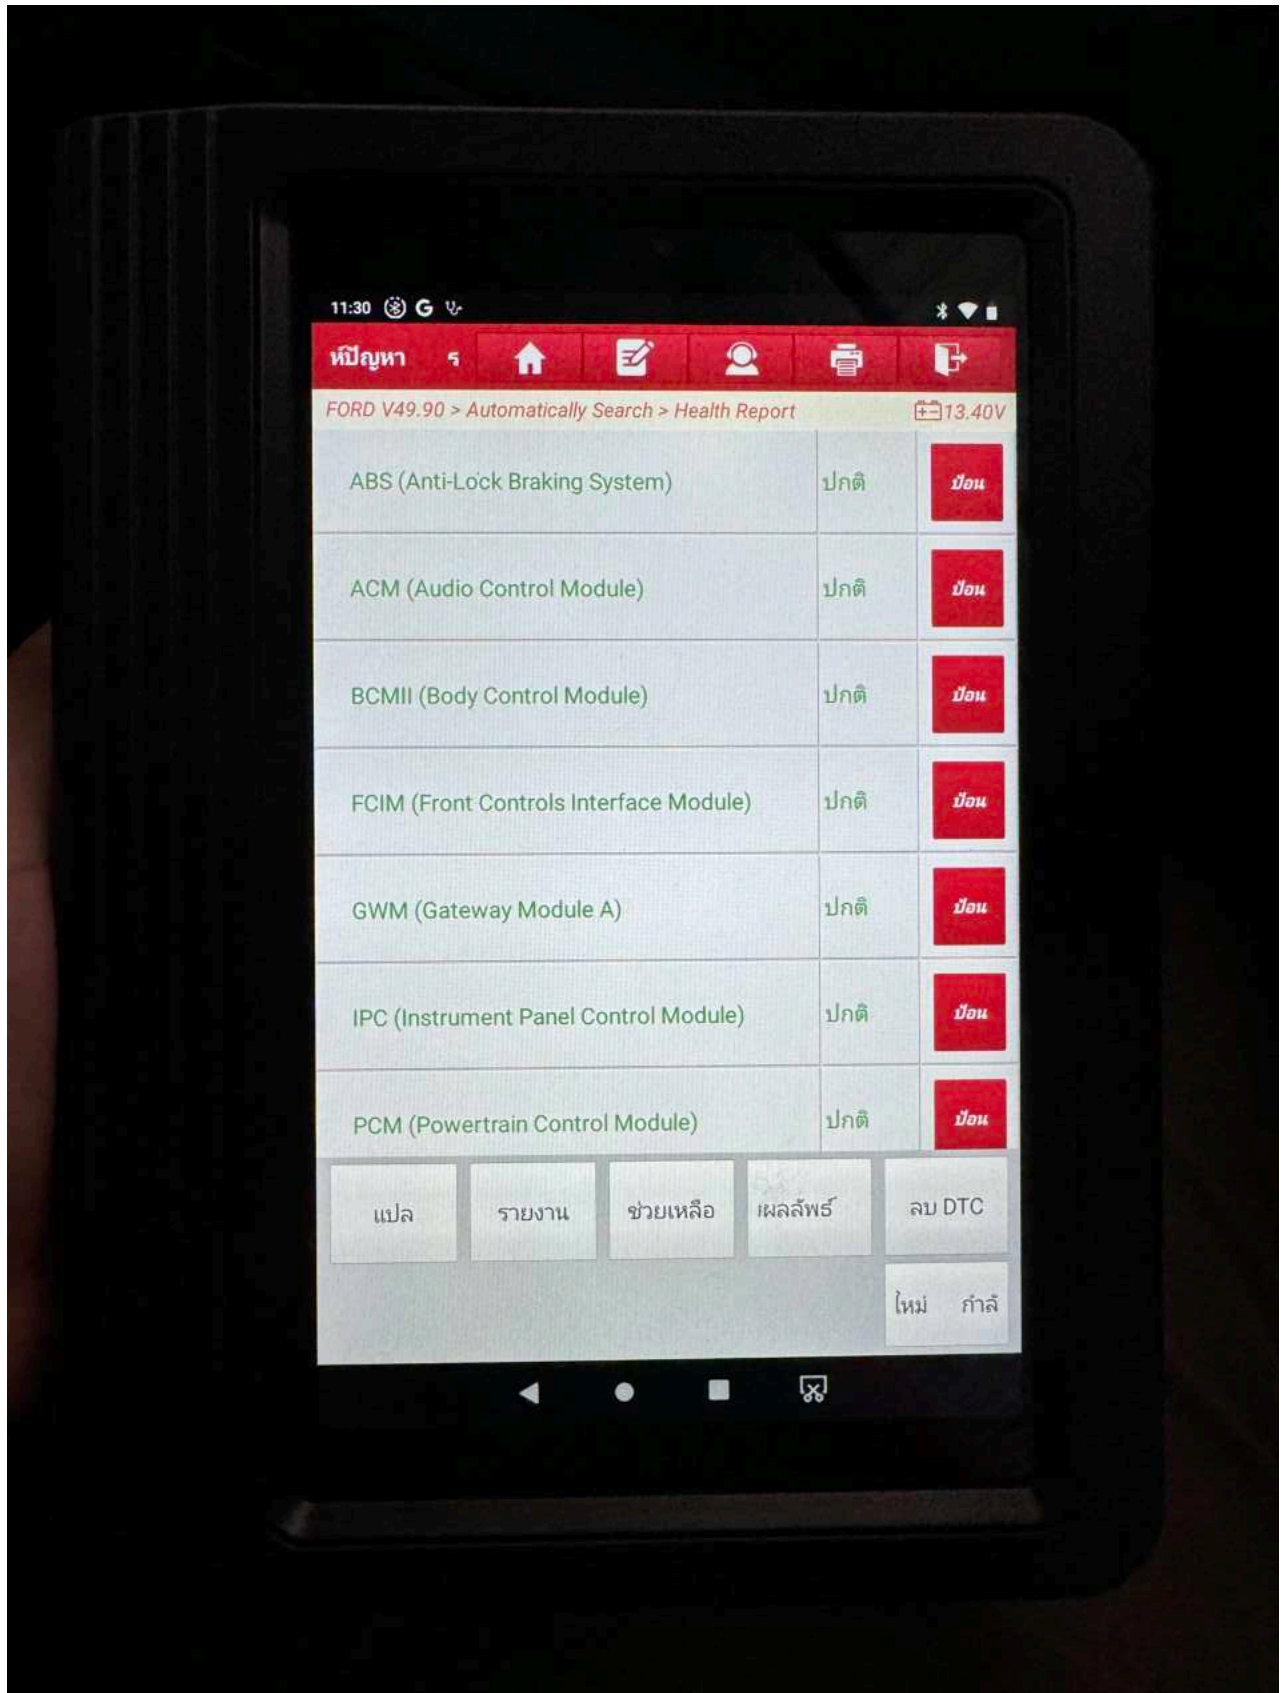 11:30 G
ห์ปัญหา ร
FORD V49.90 > Automatically Search > Health Report 13.40V
ABS (Anti-Lock Braking System) ปกติ ป้อน
ACM (Audio Control Module) ปกติ ป้อน
BCMII (Body Control Module) ปกติ ป้อน
FCIM (Front Controls Interface Module) ปกติ ป้อน
GWM (Gateway Module A) ปกติ ป้อน
IPC (Instrument Panel Control Module) ปกติ ป้อน
PCM (Powertrain Control Module) ปกติ ป้อน
แปล รายงาน ช่วยเหลือ เผลลัพธ์ ลบ DTC
ใหม่ กำลั